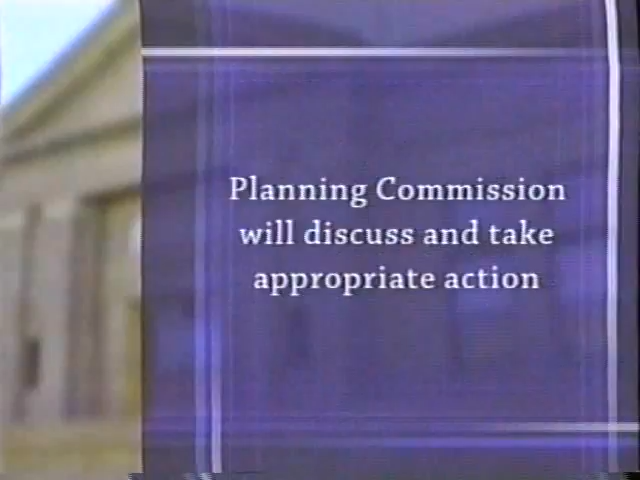 Planning Commission
will discuss and take
appropriate action